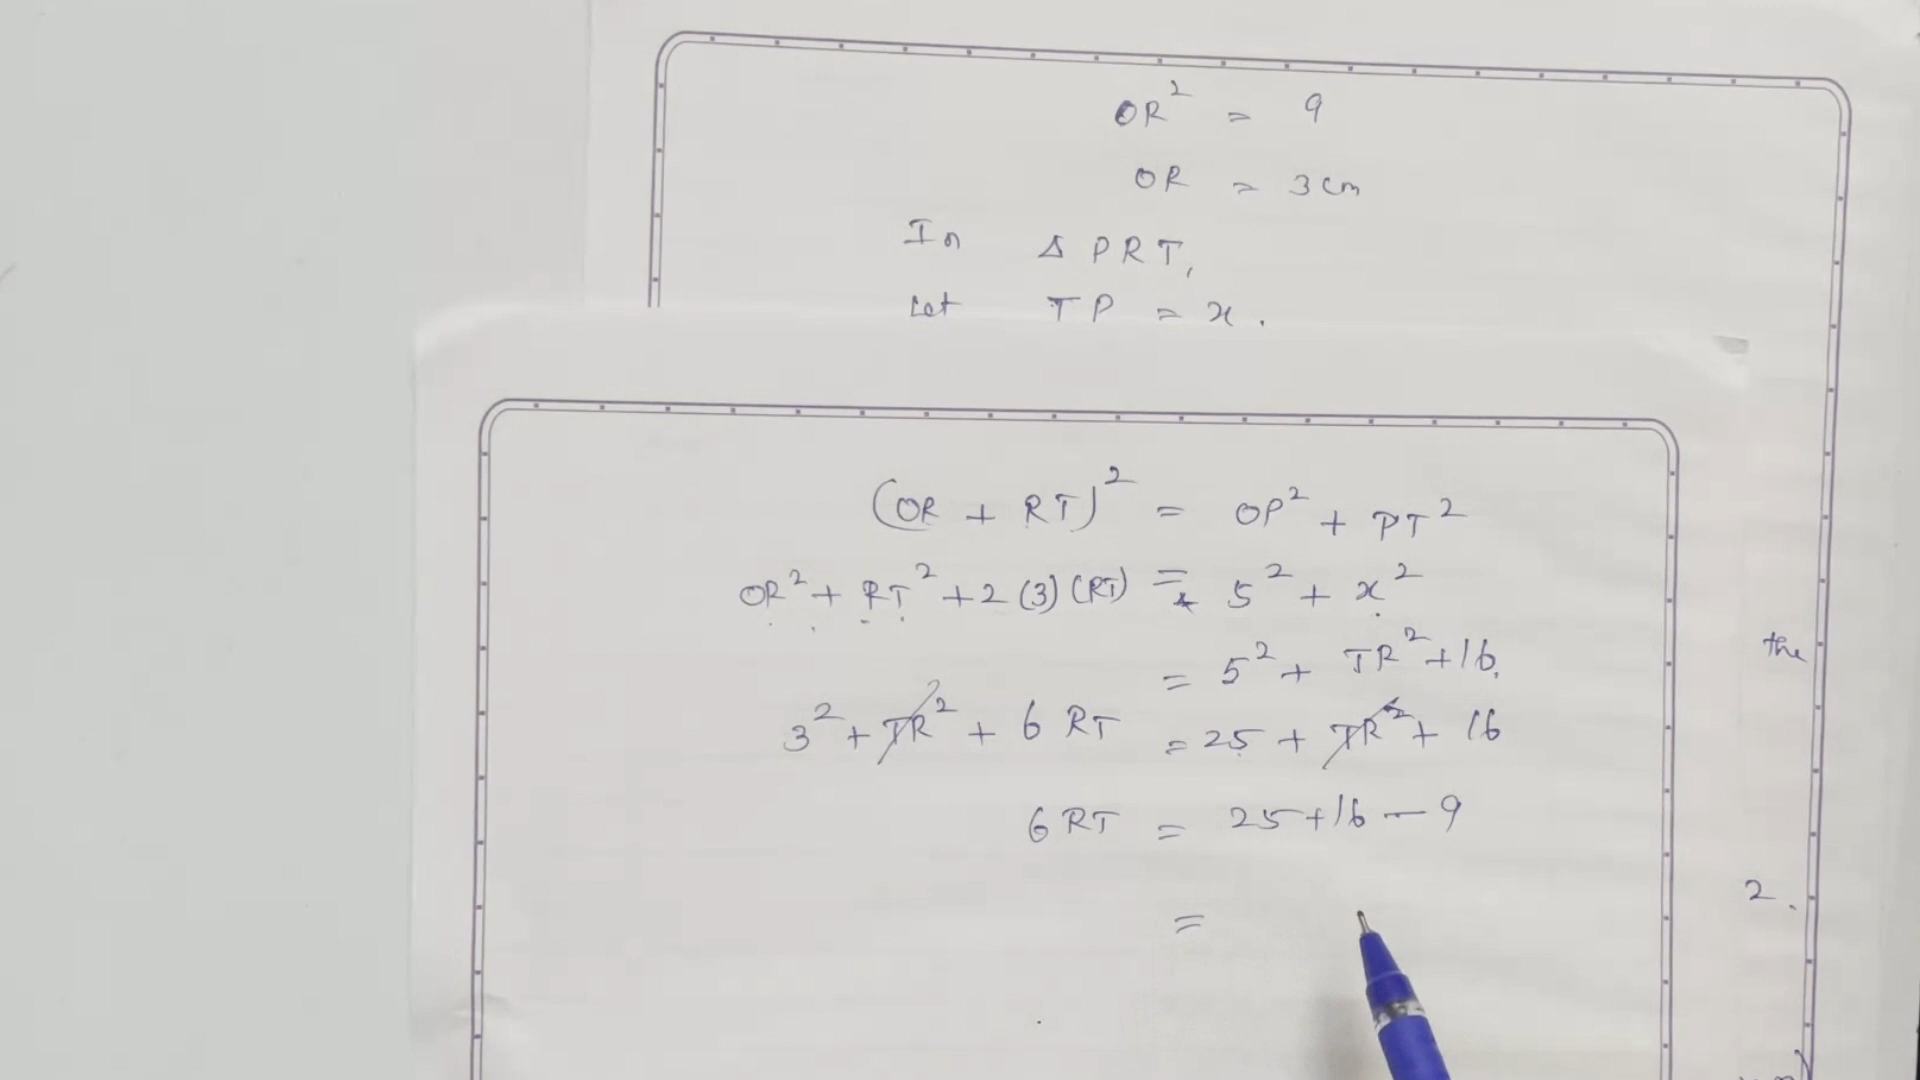 OR² = 9
OR = 3 cm
In Δ PRT,
Let TP = x.
(OR + RT)² = OP² + PT²
OR² + RT² + 2 (3) (RT) = 5² + x²
= 5² + TR² + 16.
3² + TR² + 6 RT = 25 + TR² + 16
6 RT = 25 + 16 - 9
=
the
2.